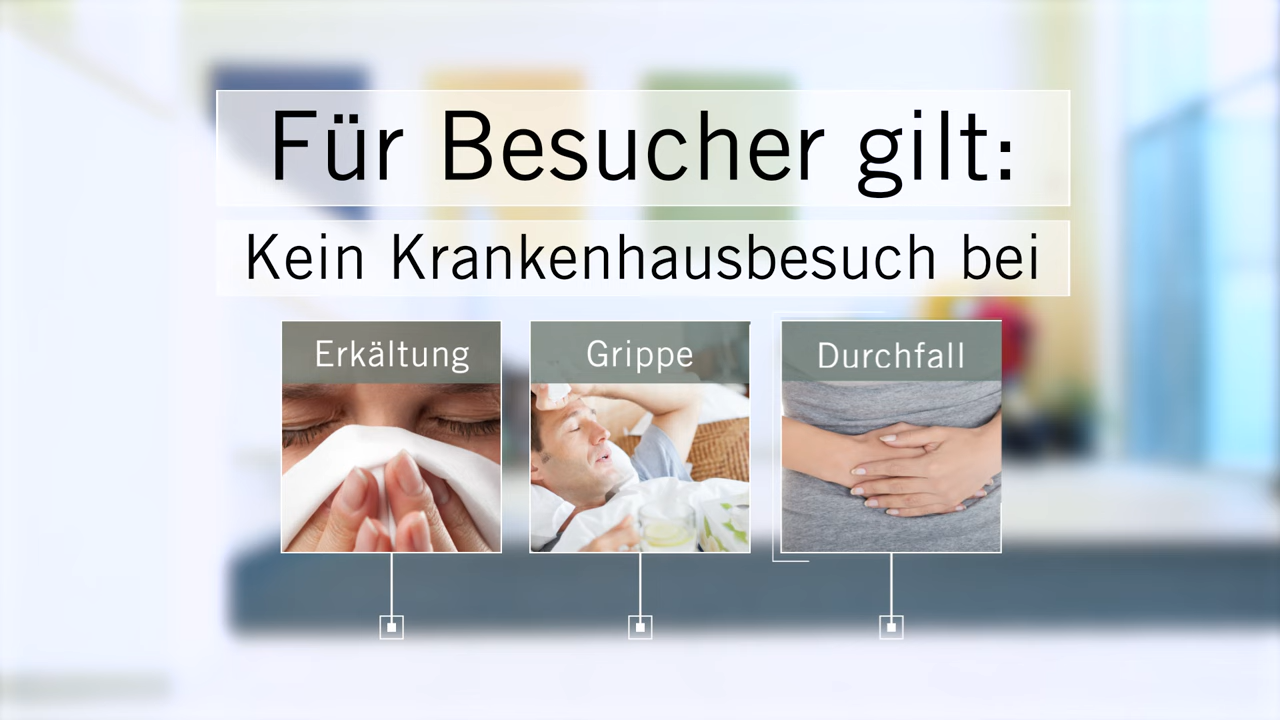 Für Besucher gilt:
Kein Krankenhausbesuch bei
Erkältung
Grippe
Durchfall